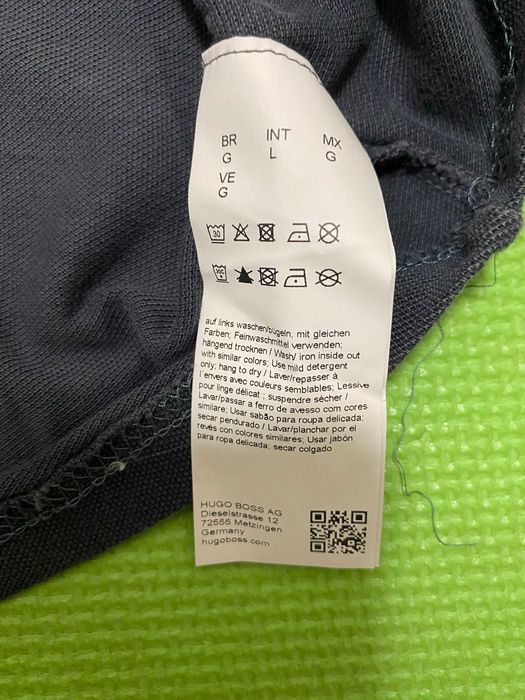 BR INT MX
G L G
VE
G
30
30C
auf links waschen/bügeln, mit gleichen
Farben; Feinwaschmittel verwenden;
hängend trocknen / Wash/ iron inside out
with similar colors; Use mild detergent
only; hang to dry / Laver/repasser à
l'envers avec couleurs semblables; Lessive
pour linge délicat ; suspendre sécher /
Lavar/passar a ferro de avesso com cores
similare; Usar sabão para roupa delicada;
secar pendurado / Lavar/planchar por el
revés con colores similares; Usar jabón
para ropa delicada; secar colgado
HUGO BOSS AG
Dieselstrasse 12
72555 Metzingen
Germany
hugoboss.com